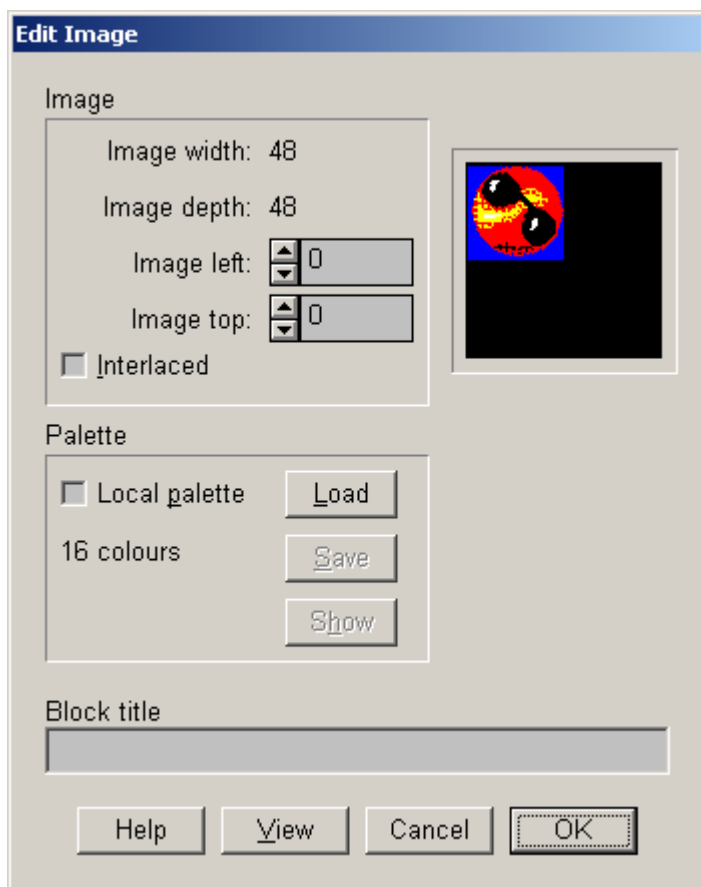 Edit Image
Image
Image width: 48
Image depth: 48
Image left: 0
Image top: 0
Interlaced
Palette
Local palette Load
16 colours Save
Show
Block title
Help View Cancel OK